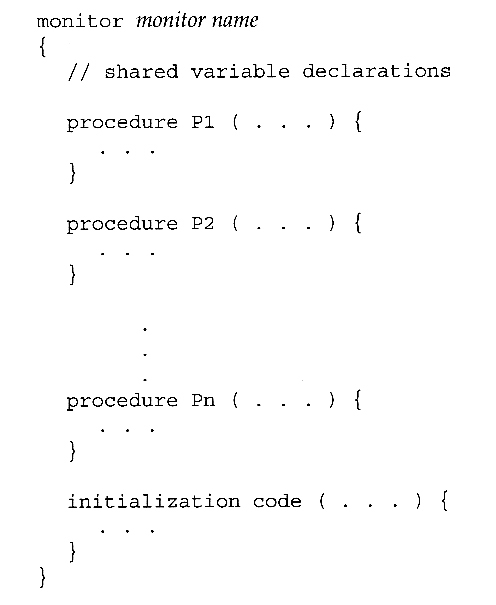 monitor monitor name
{
// shared variable declarations
procedure P1 ( . . . ) {
. . .
}
procedure P2 ( . . . ) {
. . .
}
.
.
.
procedure Pn ( . . . ) {
. . .
}
initialization code ( . . . ) {
. . .
}
}